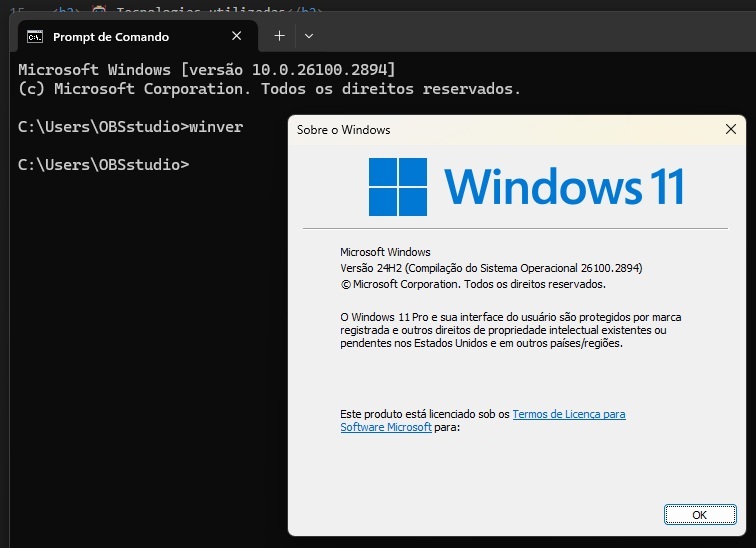 15 <h2> Tecnologias utilizadas</h2>
Prompt de Comando
Microsoft Windows [versão 10.0.26100.2894]
(c) Microsoft Corporation. Todos os direitos reservados.
C:\Users\OBSstudio>winver
C:\Users\OBSstudio>
Sobre o Windows
Windows 11
Microsoft Windows
Versão 24H2 (Compilação do Sistema Operacional 26100.2894)
© Microsoft Corporation. Todos os direitos reservados.
O Windows 11 Pro e sua interface do usuário são protegidos por marca
registrada e outros direitos de propriedade intelectual existentes ou
pendentes nos Estados Unidos e em outros países/regiões.
Este produto está licenciado sob os Termos de Licença para
Software Microsoft para:
OK